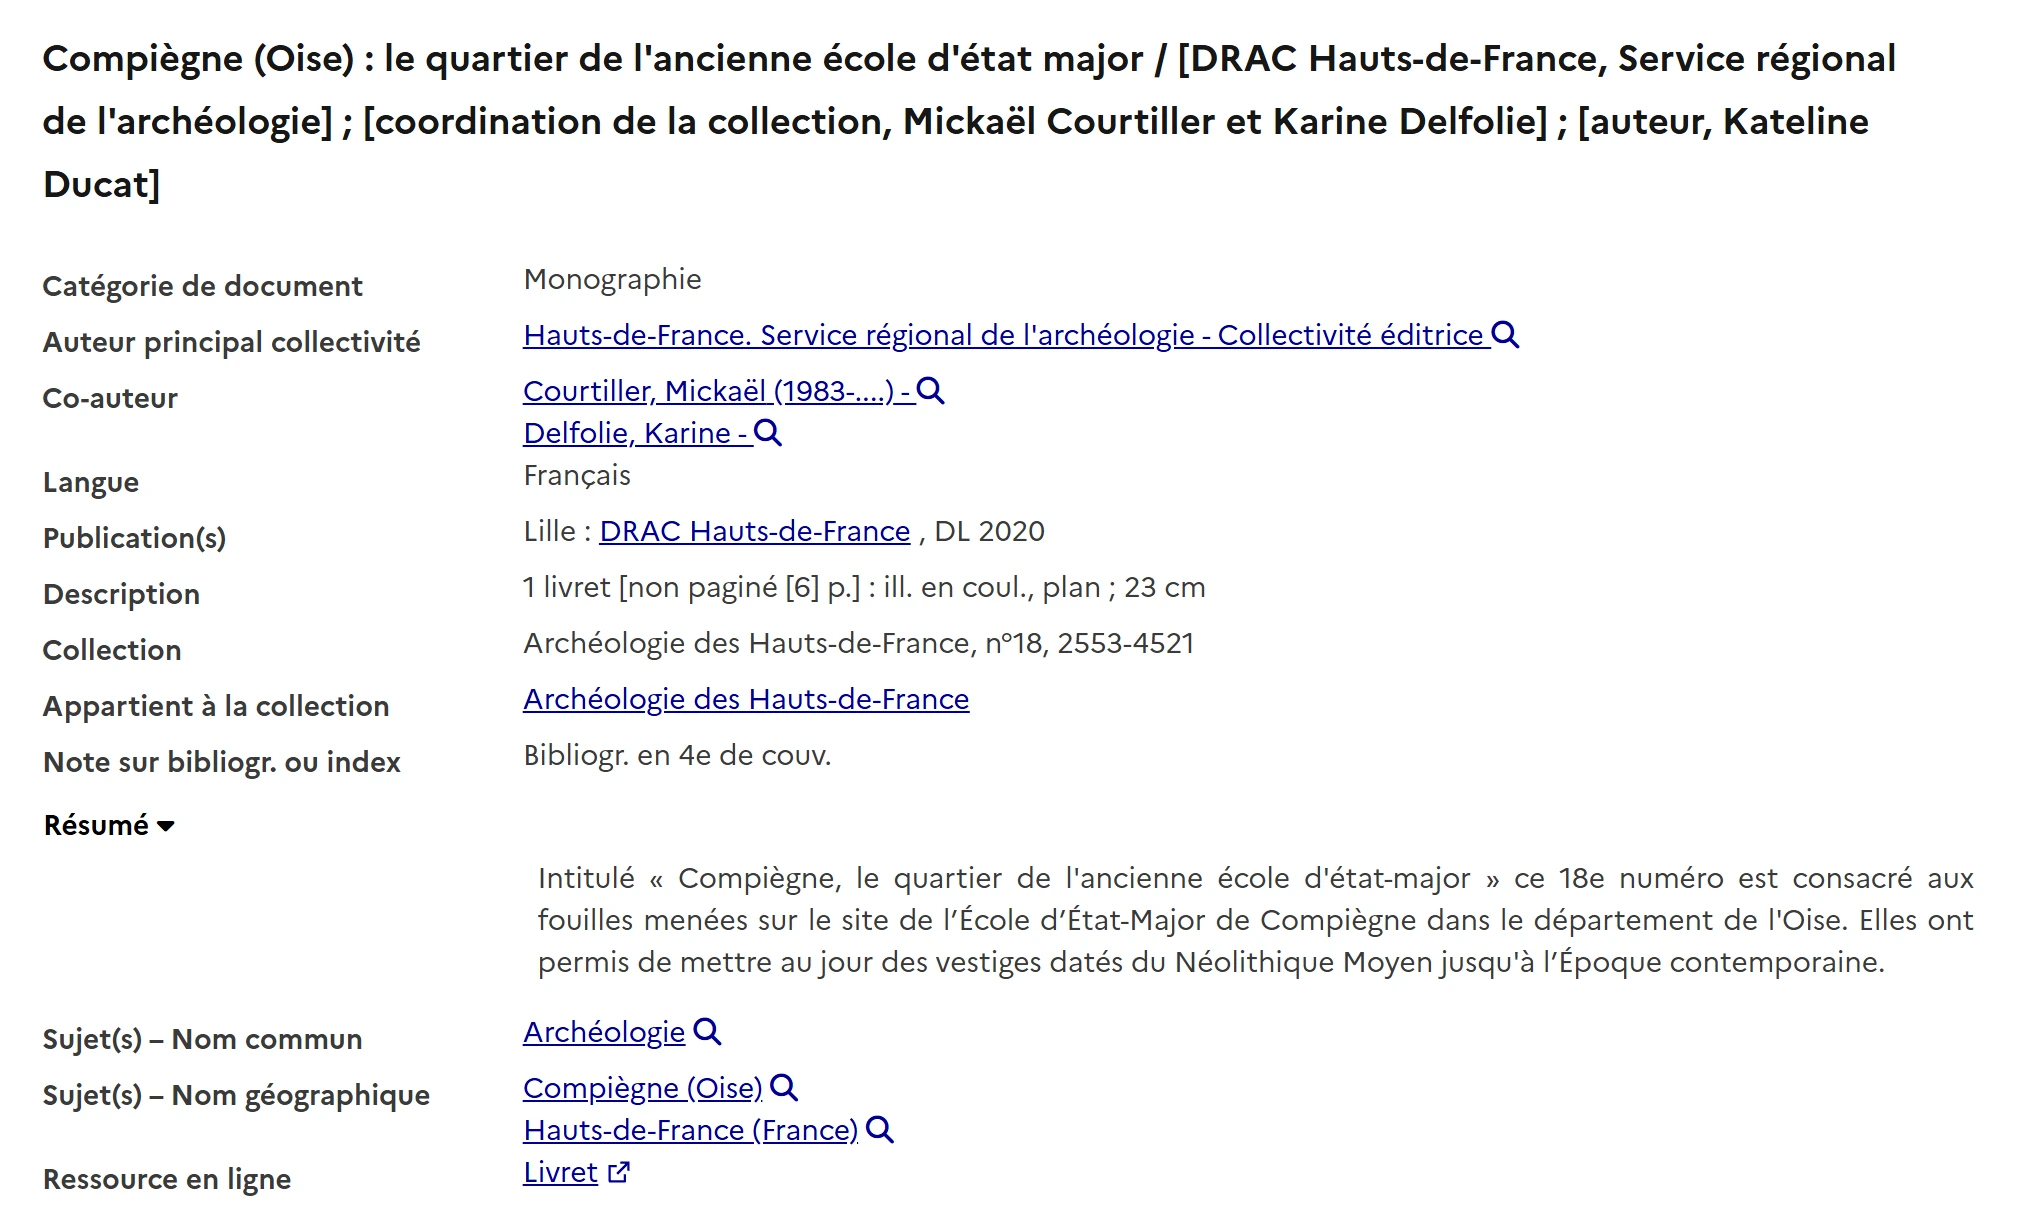 Compiègne (Oise) : le quartier de l'ancienne école d'état major / [DRAC Hauts-de-France, Service régional
de l'archéologie] ; [coordination de la collection, Mickaël Courtiller et Karine Delfolie] ; [auteur, Kateline
Ducat]
Catégorie de document Monographie
Auteur principal collectivité Hauts-de-France. Service régional de l'archéologie - Collectivité éditrice
Co-auteur Courtiller, Mickaël (1983-....) -
Delfolie, Karine -
Langue Français
Publication(s) Lille : DRAC Hauts-de-France , DL 2020
Description 1 livret [non paginé [6] p.] : ill. en coul., plan ; 23 cm
Collection Archéologie des Hauts-de-France, n°18, 2553-4521
Appartient à la collection Archéologie des Hauts-de-France
Note sur bibliogr. ou index Bibliogr. en 4e de couv.
Résumé
Intitulé « Compiègne, le quartier de l'ancienne école d'état-major » ce 18e numéro est consacré aux
fouilles menées sur le site de l’École d’État-Major de Compiègne dans le département de l'Oise. Elles ont
permis de mettre au jour des vestiges datés du Néolithique Moyen jusqu'à l’Époque contemporaine.
Sujet(s) – Nom commun Archéologie
Sujet(s) – Nom géographique Compiègne (Oise)
Hauts-de-France (France)
Ressource en ligne Livret